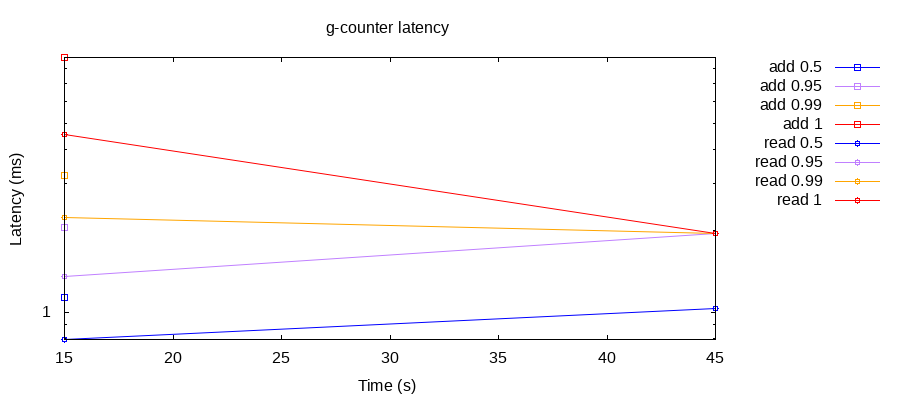 g-counter latency
add 0.5
add 0.95
add 0.99
add 1
read 0.5
read 0.95
read 0.99
read 1
Latency (ms)
1
15 20 25 30 35 40 45
Time (s)